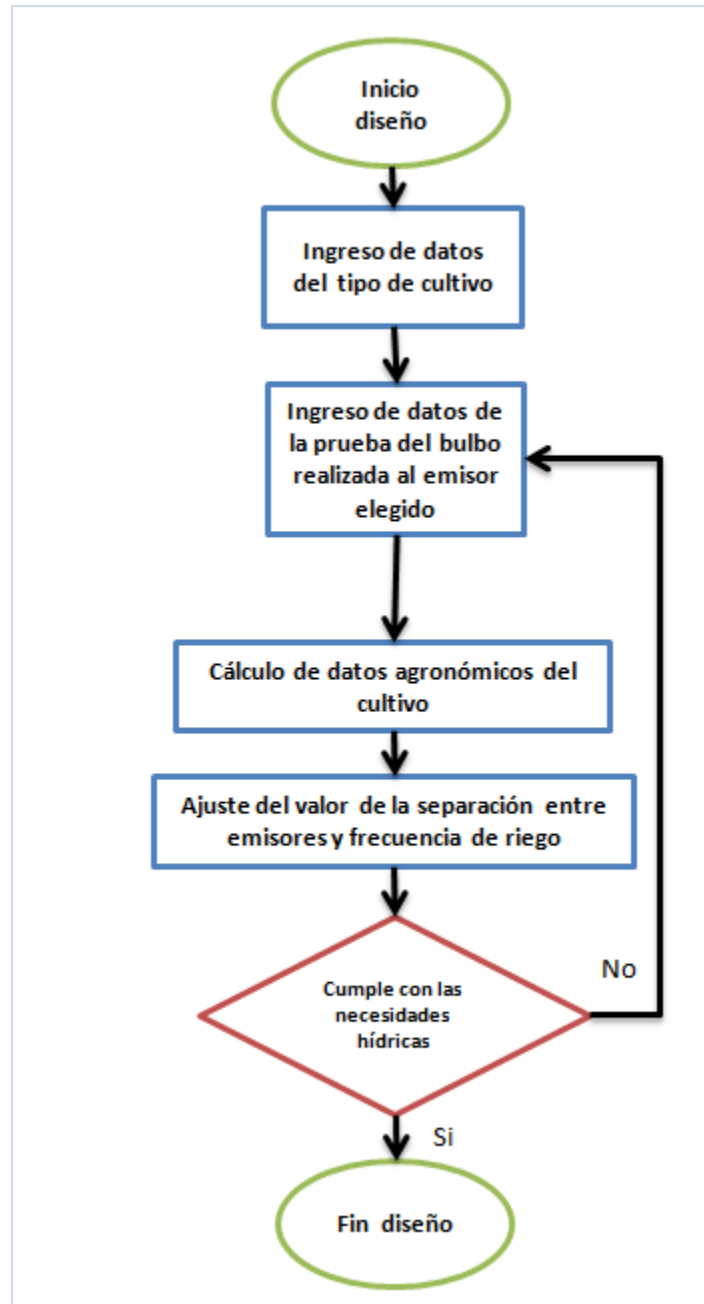 Inicio
diseño
Ingreso de datos
del tipo de cultivo
Ingreso de datos de
la prueba del bulbo
realizada al emisor
elegido
Cálculo de datos agronómicos del
cultivo
Ajuste del valor de la separación entre
emisores y frecuencia de riego
Cumple con las
necesidades
hídricas
No
Si
Fin diseño